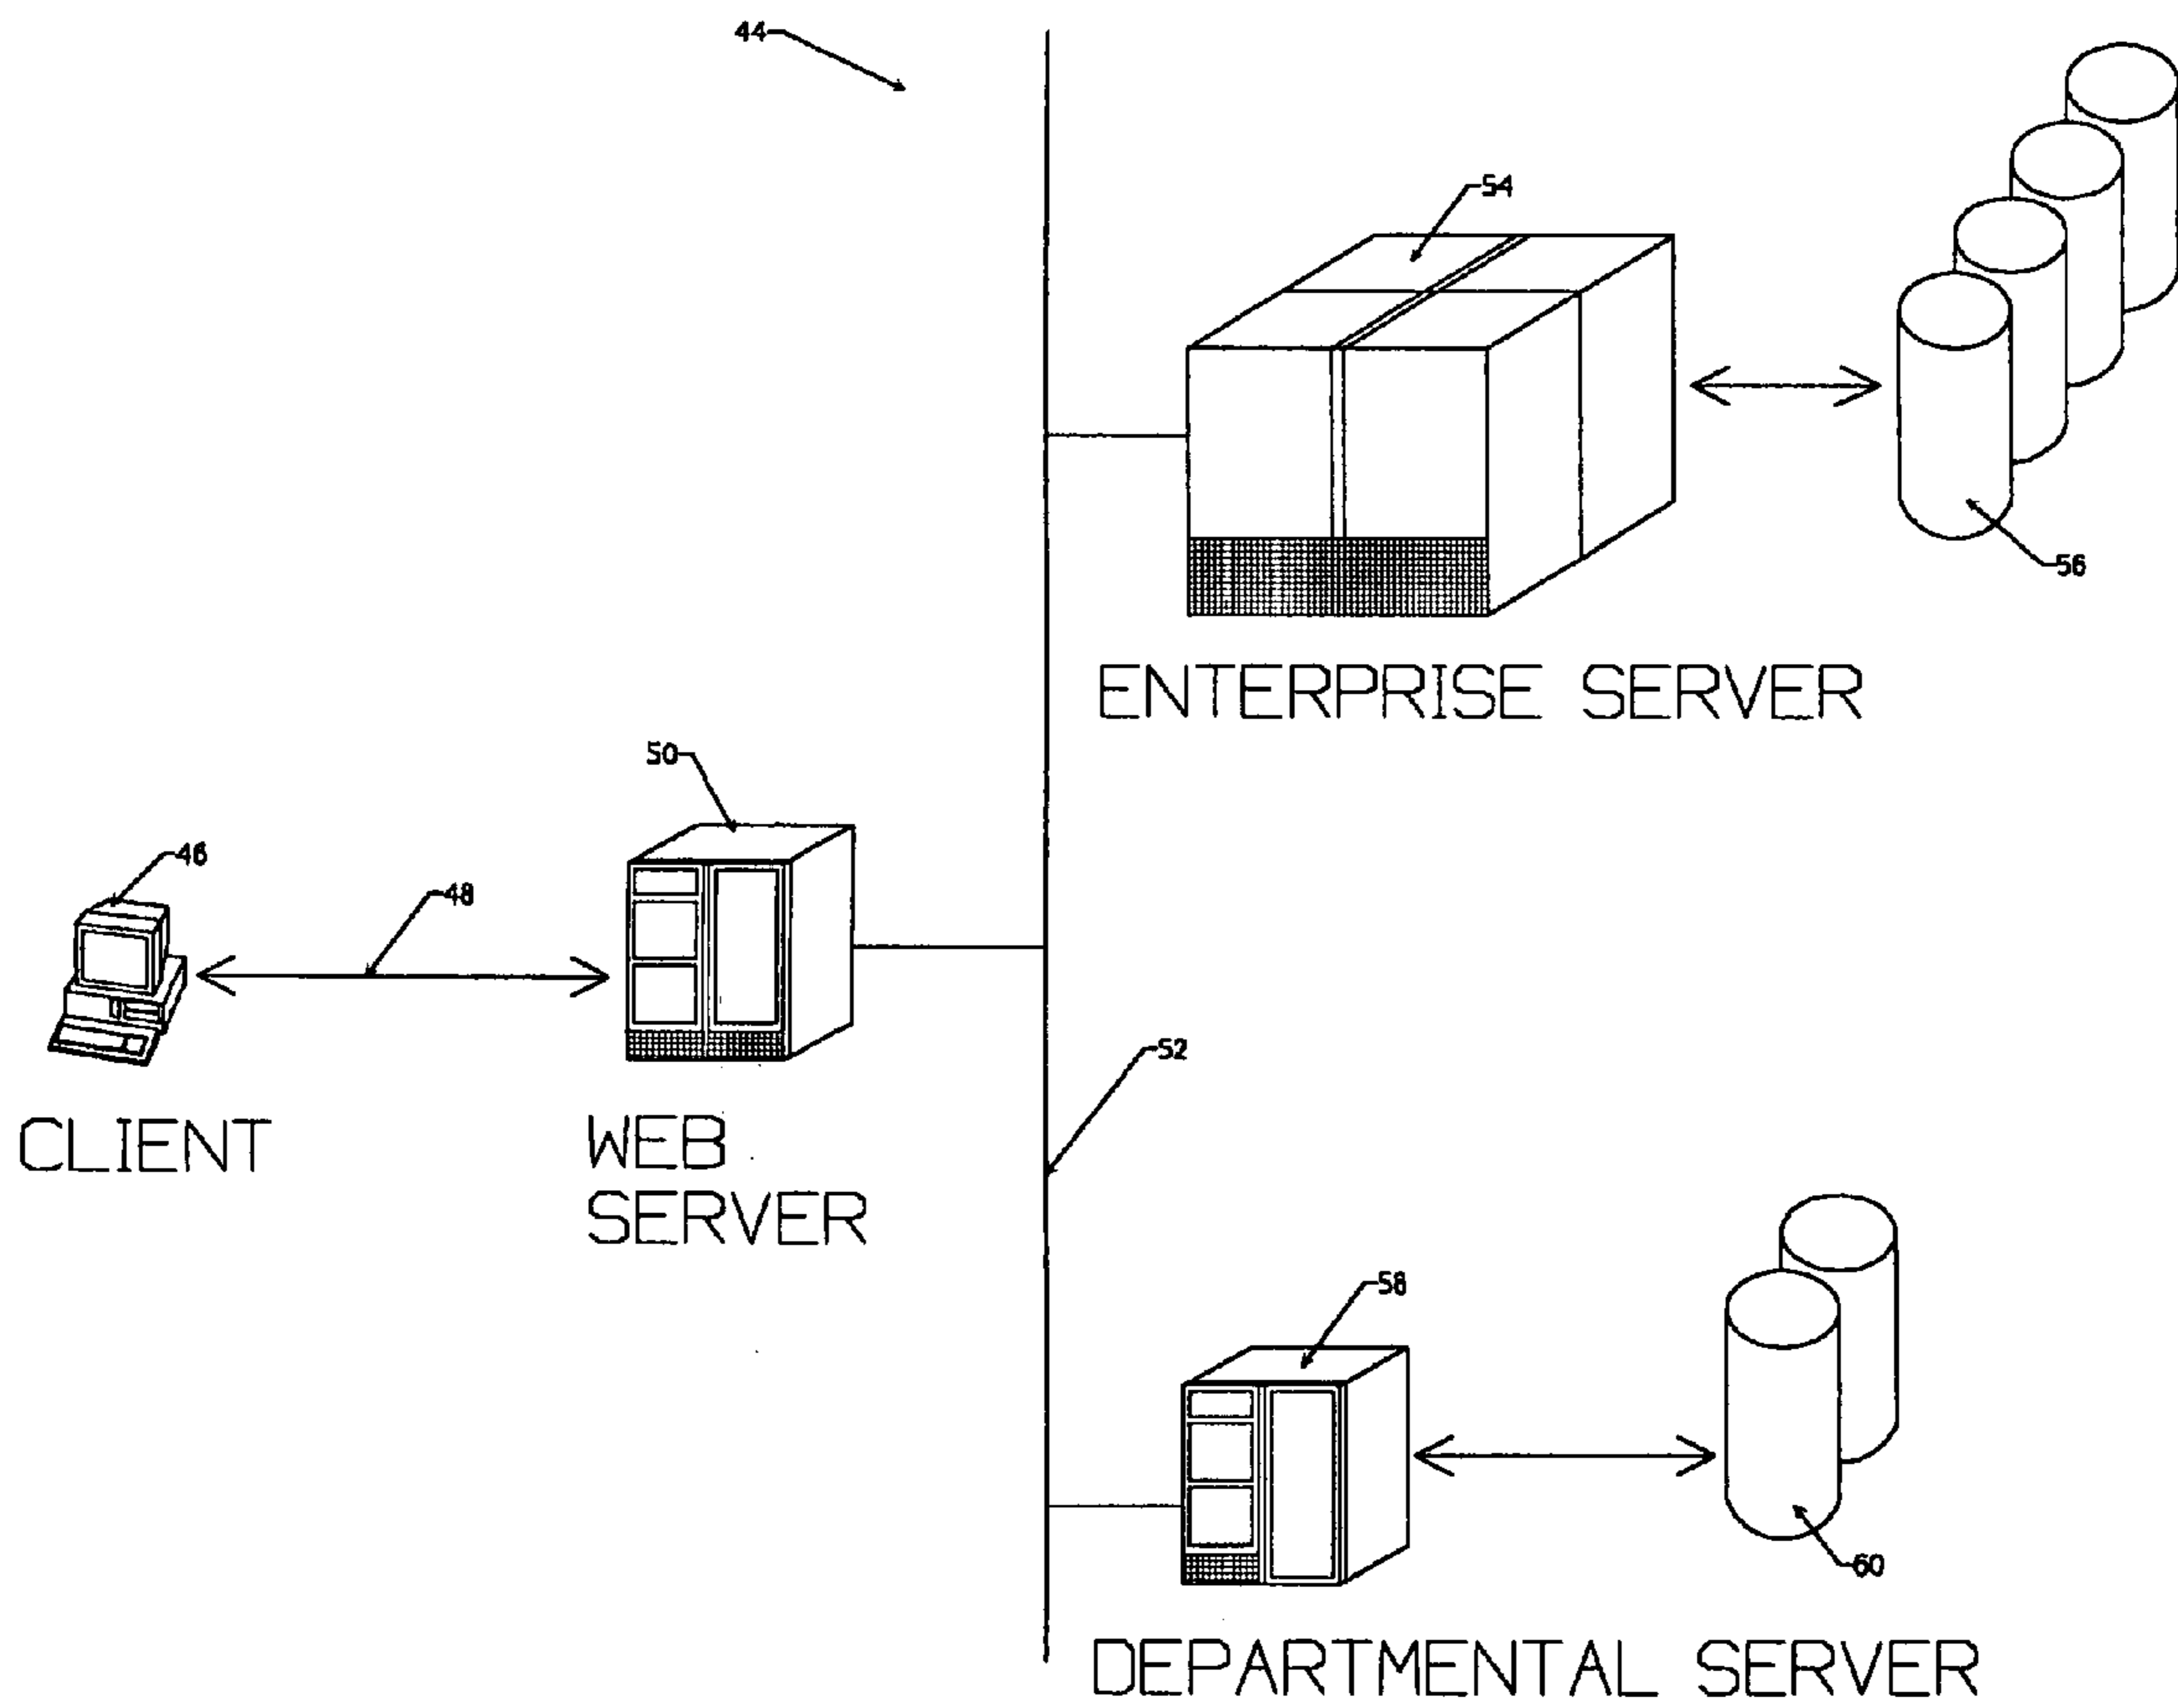 44
54
56
ENTERPRISE SERVER
50
46
48
52
CLIENT
WEB
SERVER
58
60
DEPARTMENTAL SERVER